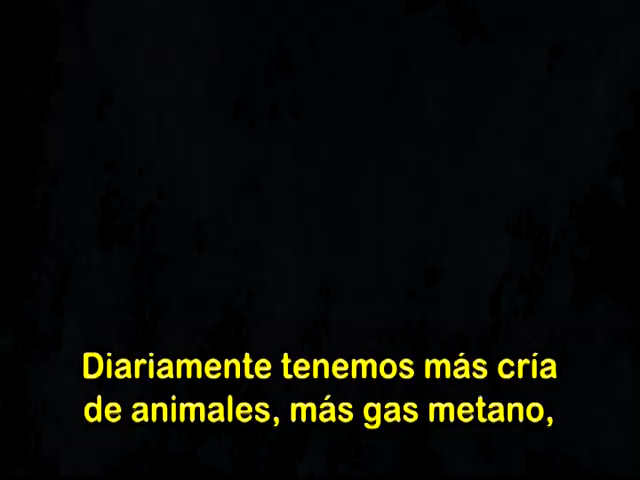 Diariamente tenemos más cría
de animales, más gas metano,